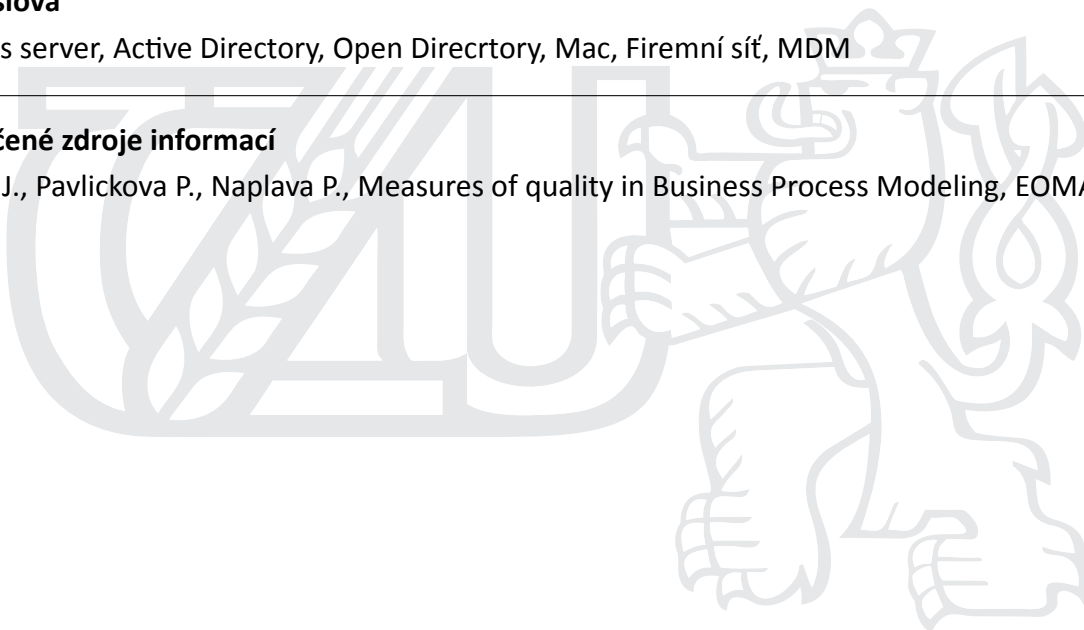 slova
s server, Active Directory, Open Direcrtory, Mac, Firemní síť, MDM
čené zdroje informací
J., Pavlickova P., Naplava P., Measures of quality in Business Process Modeling, EOMA
ČZU